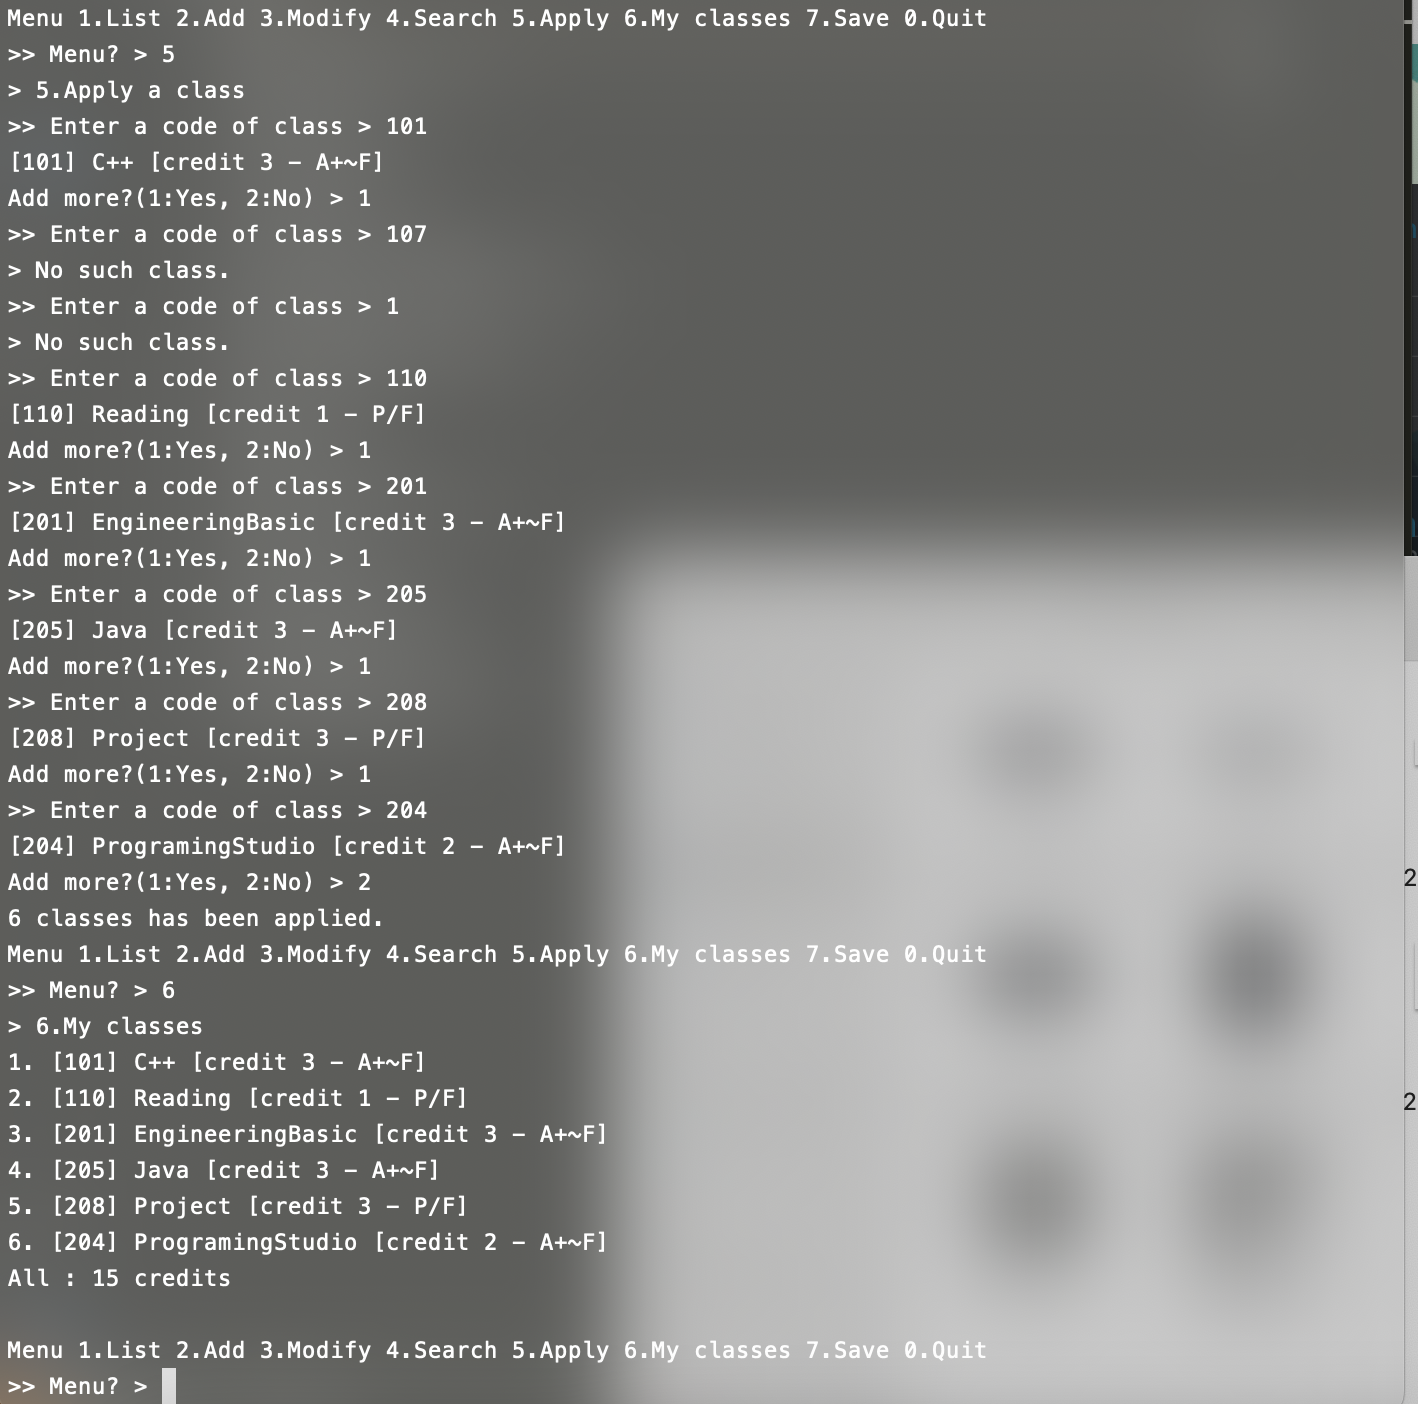 Menu 1.List 2.Add 3.Modify 4.Search 5.Apply 6.My classes 7.Save 0.Quit
>> Menu? > 5
> 5.Apply a class
>> Enter a code of class > 101
[101] C++ [credit 3 - A+~F]
Add more?(1:Yes, 2:No) > 1
>> Enter a code of class > 107
> No such class.
>> Enter a code of class > 1
> No such class.
>> Enter a code of class > 110
[110] Reading [credit 1 - P/F]
Add more?(1:Yes, 2:No) > 1
>> Enter a code of class > 201
[201] EngineeringBasic [credit 3 - A+~F]
Add more?(1:Yes, 2:No) > 1
>> Enter a code of class > 205
[205] Java [credit 3 - A+~F]
Add more?(1:Yes, 2:No) > 1
>> Enter a code of class > 208
[208] Project [credit 3 - P/F]
Add more?(1:Yes, 2:No) > 1
>> Enter a code of class > 204
[204] ProgramingStudio [credit 2 - A+~F]
Add more?(1:Yes, 2:No) > 2
6 classes has been applied.
Menu 1.List 2.Add 3.Modify 4.Search 5.Apply 6.My classes 7.Save 0.Quit
>> Menu? > 6
> 6.My classes
1. [101] C++ [credit 3 - A+~F]
2. [110] Reading [credit 1 - P/F]
3. [201] EngineeringBasic [credit 3 - A+~F]
4. [205] Java [credit 3 - A+~F]
5. [208] Project [credit 3 - P/F]
6. [204] ProgramingStudio [credit 2 - A+~F]
All : 15 credits
Menu 1.List 2.Add 3.Modify 4.Search 5.Apply 6.My classes 7.Save 0.Quit
>> Menu? >
2
2